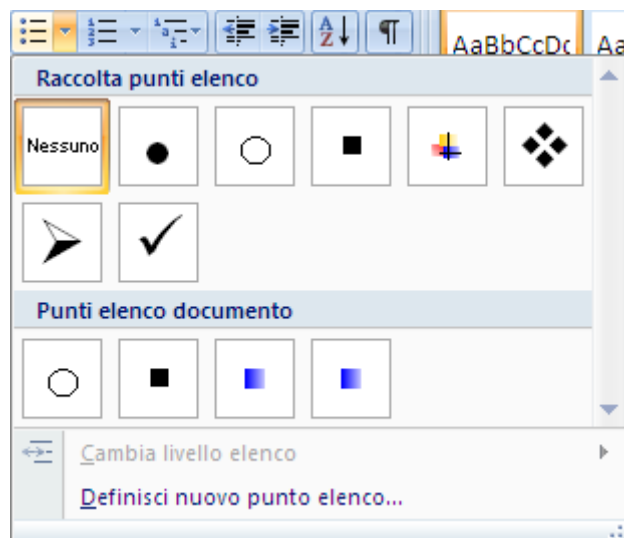 AaBbCcDc Aa
Raccolta punti elenco
Nessuno
Punti elenco documento
Cambia livello elenco
Definisci nuovo punto elenco...